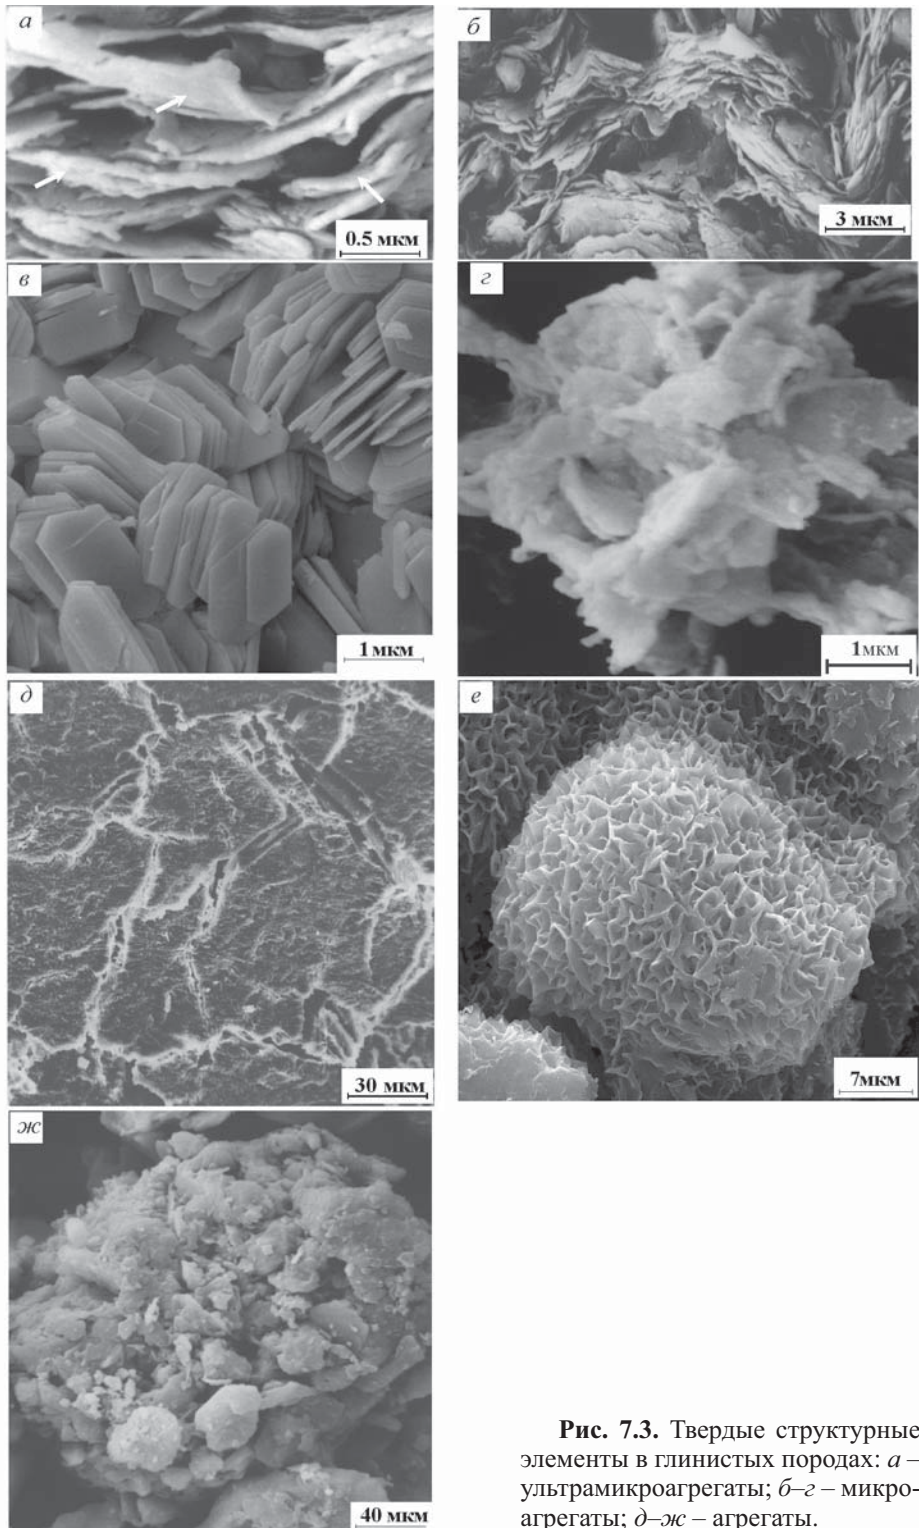 а
б
0.5 мкм
3 мкм
в
г
1 мкм
1мкм
д
е
30 мкм
7мкм
ж
40 мкм
Рис. 7.3. Твердые структурные
элементы в глинистых породах: а –
ультрамикроагрегаты; б–г – микро-
агрегаты; д–ж – агрегаты.